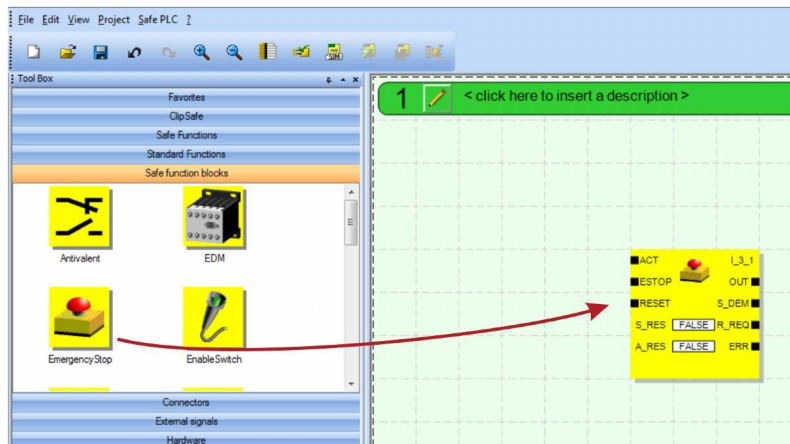 File Edit View Project Safe PLC ?
SIM
Tool Box
Favorites
ClipSafe
Safe Functions
Standard Functions
Safe function blocks
Antivalent
EDM
EmergencyStop
EnableSwitch
Connectors
External signals
Hardware
1 < click here to insert a description >
ACT I_3_1
ESTOP OUT
RESET S_DEM
S_RES FALSE R_REQ
A_RES FALSE ERR